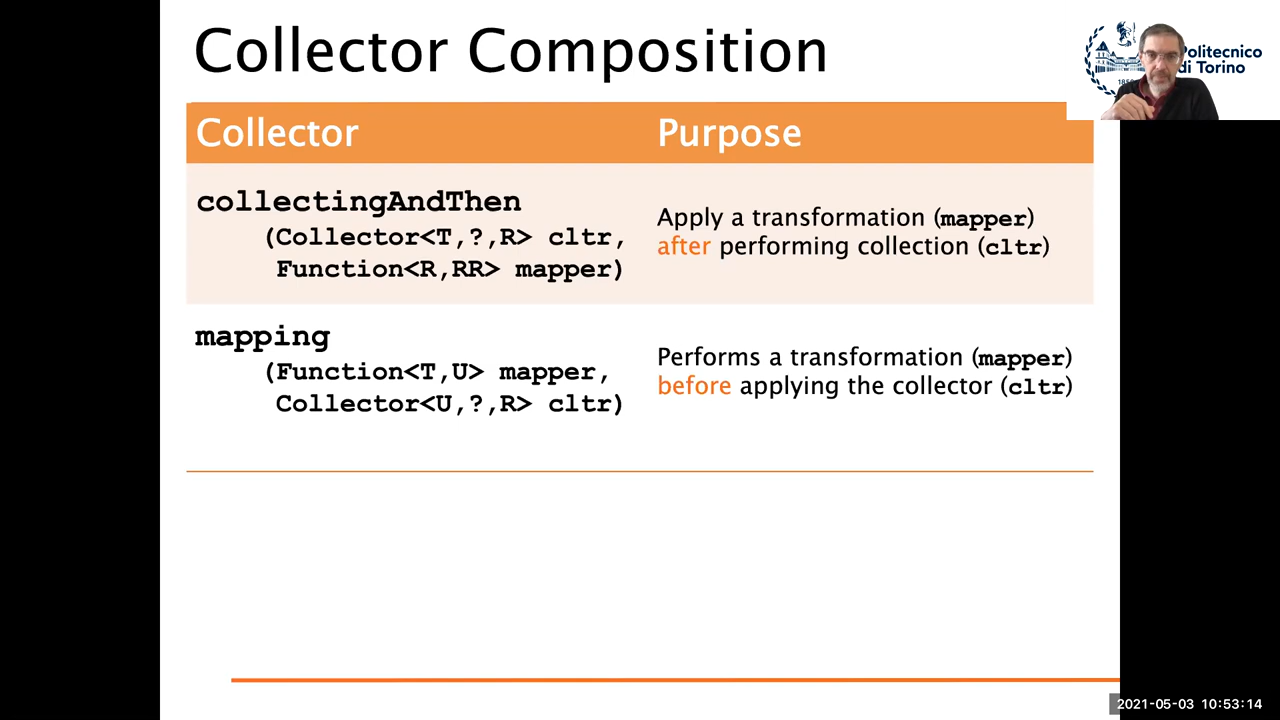 Collector Composition
Politecnico
di Torino
Collector
Purpose
collectingAndThen
(Collector<T,?,R> cltr,
Function<R,RR> mapper)
Apply a transformation (mapper)
after performing collection (cltr)
mapping
(Function<T,U> mapper,
Collector<U,?,R> cltr)
Performs a transformation (mapper)
before applying the collector (cltr)
2021-05-03 10:53:14